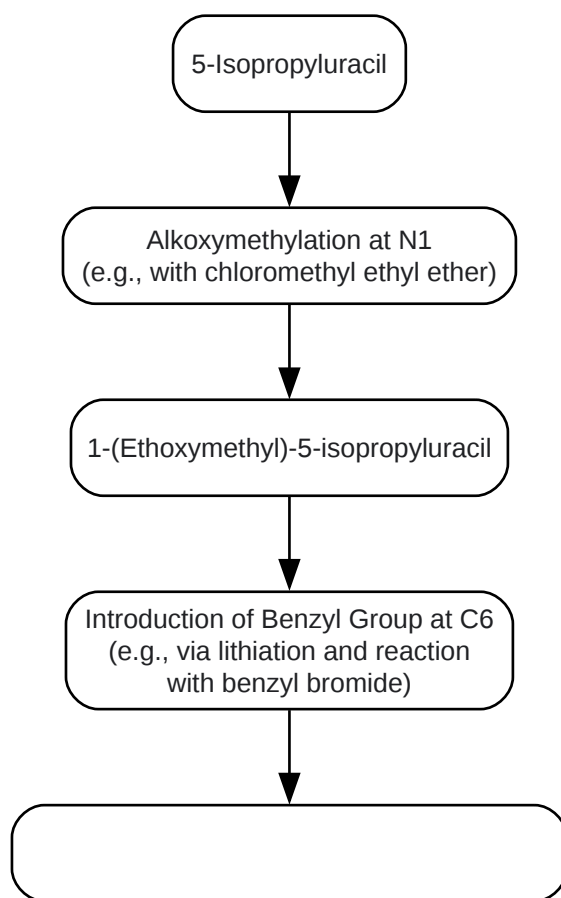 5-Isopropyluracil
Alkoxymethylation at N1
(e.g., with chloromethyl ethyl ether)
1-(Ethoxymethyl)-5-isopropyluracil
Introduction of Benzyl Group at C6
(e.g., via lithiation and reaction
with benzyl bromide)